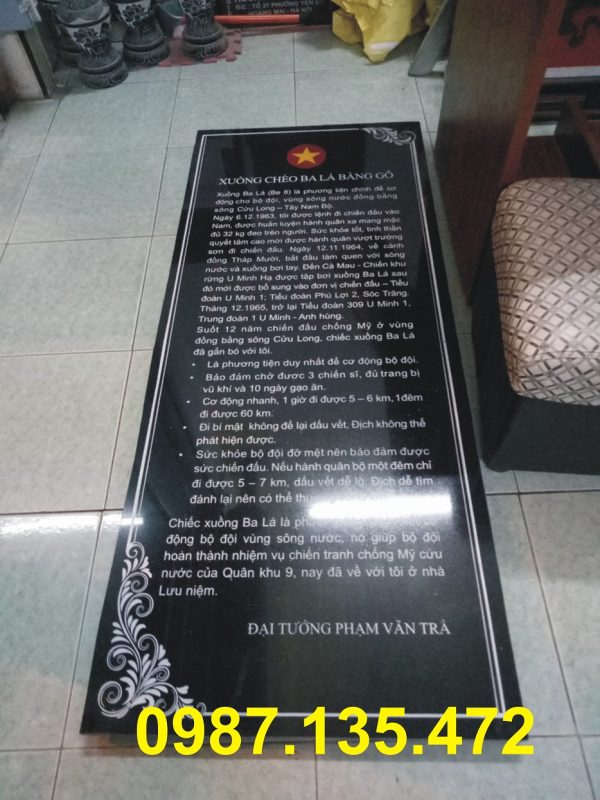 Đ/C : TỔ 37 PHƯỜNG YÊN S
HOÀNG MAI - HÀ NỘI
XUỒNG CHÈO BA LÁ BẰNG GỖ
Xuồng Ba Lá (Be 8) là phương tiện chính để cơ
động cho bộ đội, vùng sông nước đồng bằng
sông Cửu Long – Tây Nam Bộ.
Ngày 6.12.1963, tôi được lệnh đi chiến đấu vào
Nam, được huấn luyện hành quân xa mang mặc
đủ 32 kg đeo trên người. Sức khỏe tốt, tinh thần
quyết tâm cao mới được hành quân vượt trường
sơn đi chiến đấu. Ngày 12.11.1964, về cánh
đồng Tháp Mười, bắt đầu làm quen với sông
nước và xuồng bơi tay. Đến Cà Mau - Chiến khu
rừng U Minh Hạ được tập bơi xuồng Ba Lá sau
đó mới được bổ sung vào đơn vị chiến đấu – Tiểu
đoàn U Minh 1; Tiểu đoàn Phú Lợi 2, Sóc Trăng.
Tháng 12.1965, trở lại Tiểu đoàn 309 U Minh 1,
Trung đoàn 1 U Minh - Anh hùng.
Suốt 12 năm chiến đấu chống Mỹ ở vùng
đồng bằng sông Cửu Long, chiếc xuồng Ba Lá
đã gắn bó với tôi.
• Là phương tiện duy nhất để cơ động bộ đội.
• Bảo đảm chở được 3 chiến sĩ, đủ trang bị
vũ khí và 10 ngày gạo ăn.
• Cơ động nhanh, 1 giờ đi được 5 – 6 km, 1đêm
đi được 60 km.
• Đi bí mật không để lại dấu vết, Địch không thể
phát hiện được.
• Sức khỏe bộ đội đỡ mệt nên bảo đảm được
sức chiến đấu. Nếu hành quân bộ một đêm chỉ
đi được 5 – 7 km, dấu vết dễ lộ. Địch dễ tìm
đánh lại nên có thể
Chiếc xuồng Ba Lá là
động bộ đội vùng sông nước, nó giúp bộ đội
hoàn thành nhiệm vụ chiến tranh chống Mỹ cứu
nước của Quân khu 9, nay đã về với tôi ở nhà
Lưu niệm.
ĐẠI TƯỚNG PHẠM VĂN TRÀ
0987.135.472